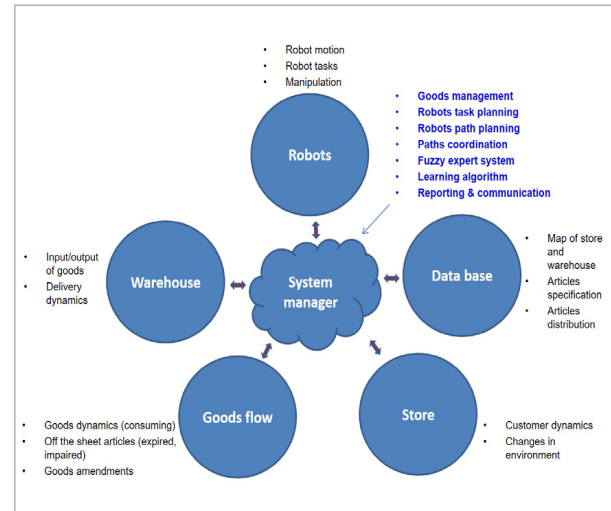 • Robot motion
• Robot tasks
• Manipulation
• Goods management
• Robots task planning
• Robots path planning
• Paths coordination
• Fuzzy expert system
• Learning algorithm
• Reporting & communication
Robots
• Input/output
of goods
• Delivery
dynamics
Warehouse
System
manager
Data base
• Map of store
and
warehouse
• Articles
specification
• Articles
distribution
Goods flow
Store
• Goods dynamics (consuming)
• Off the sheet articles (expired,
impaired)
• Goods amendments
• Customer dynamics
• Changes in
environment